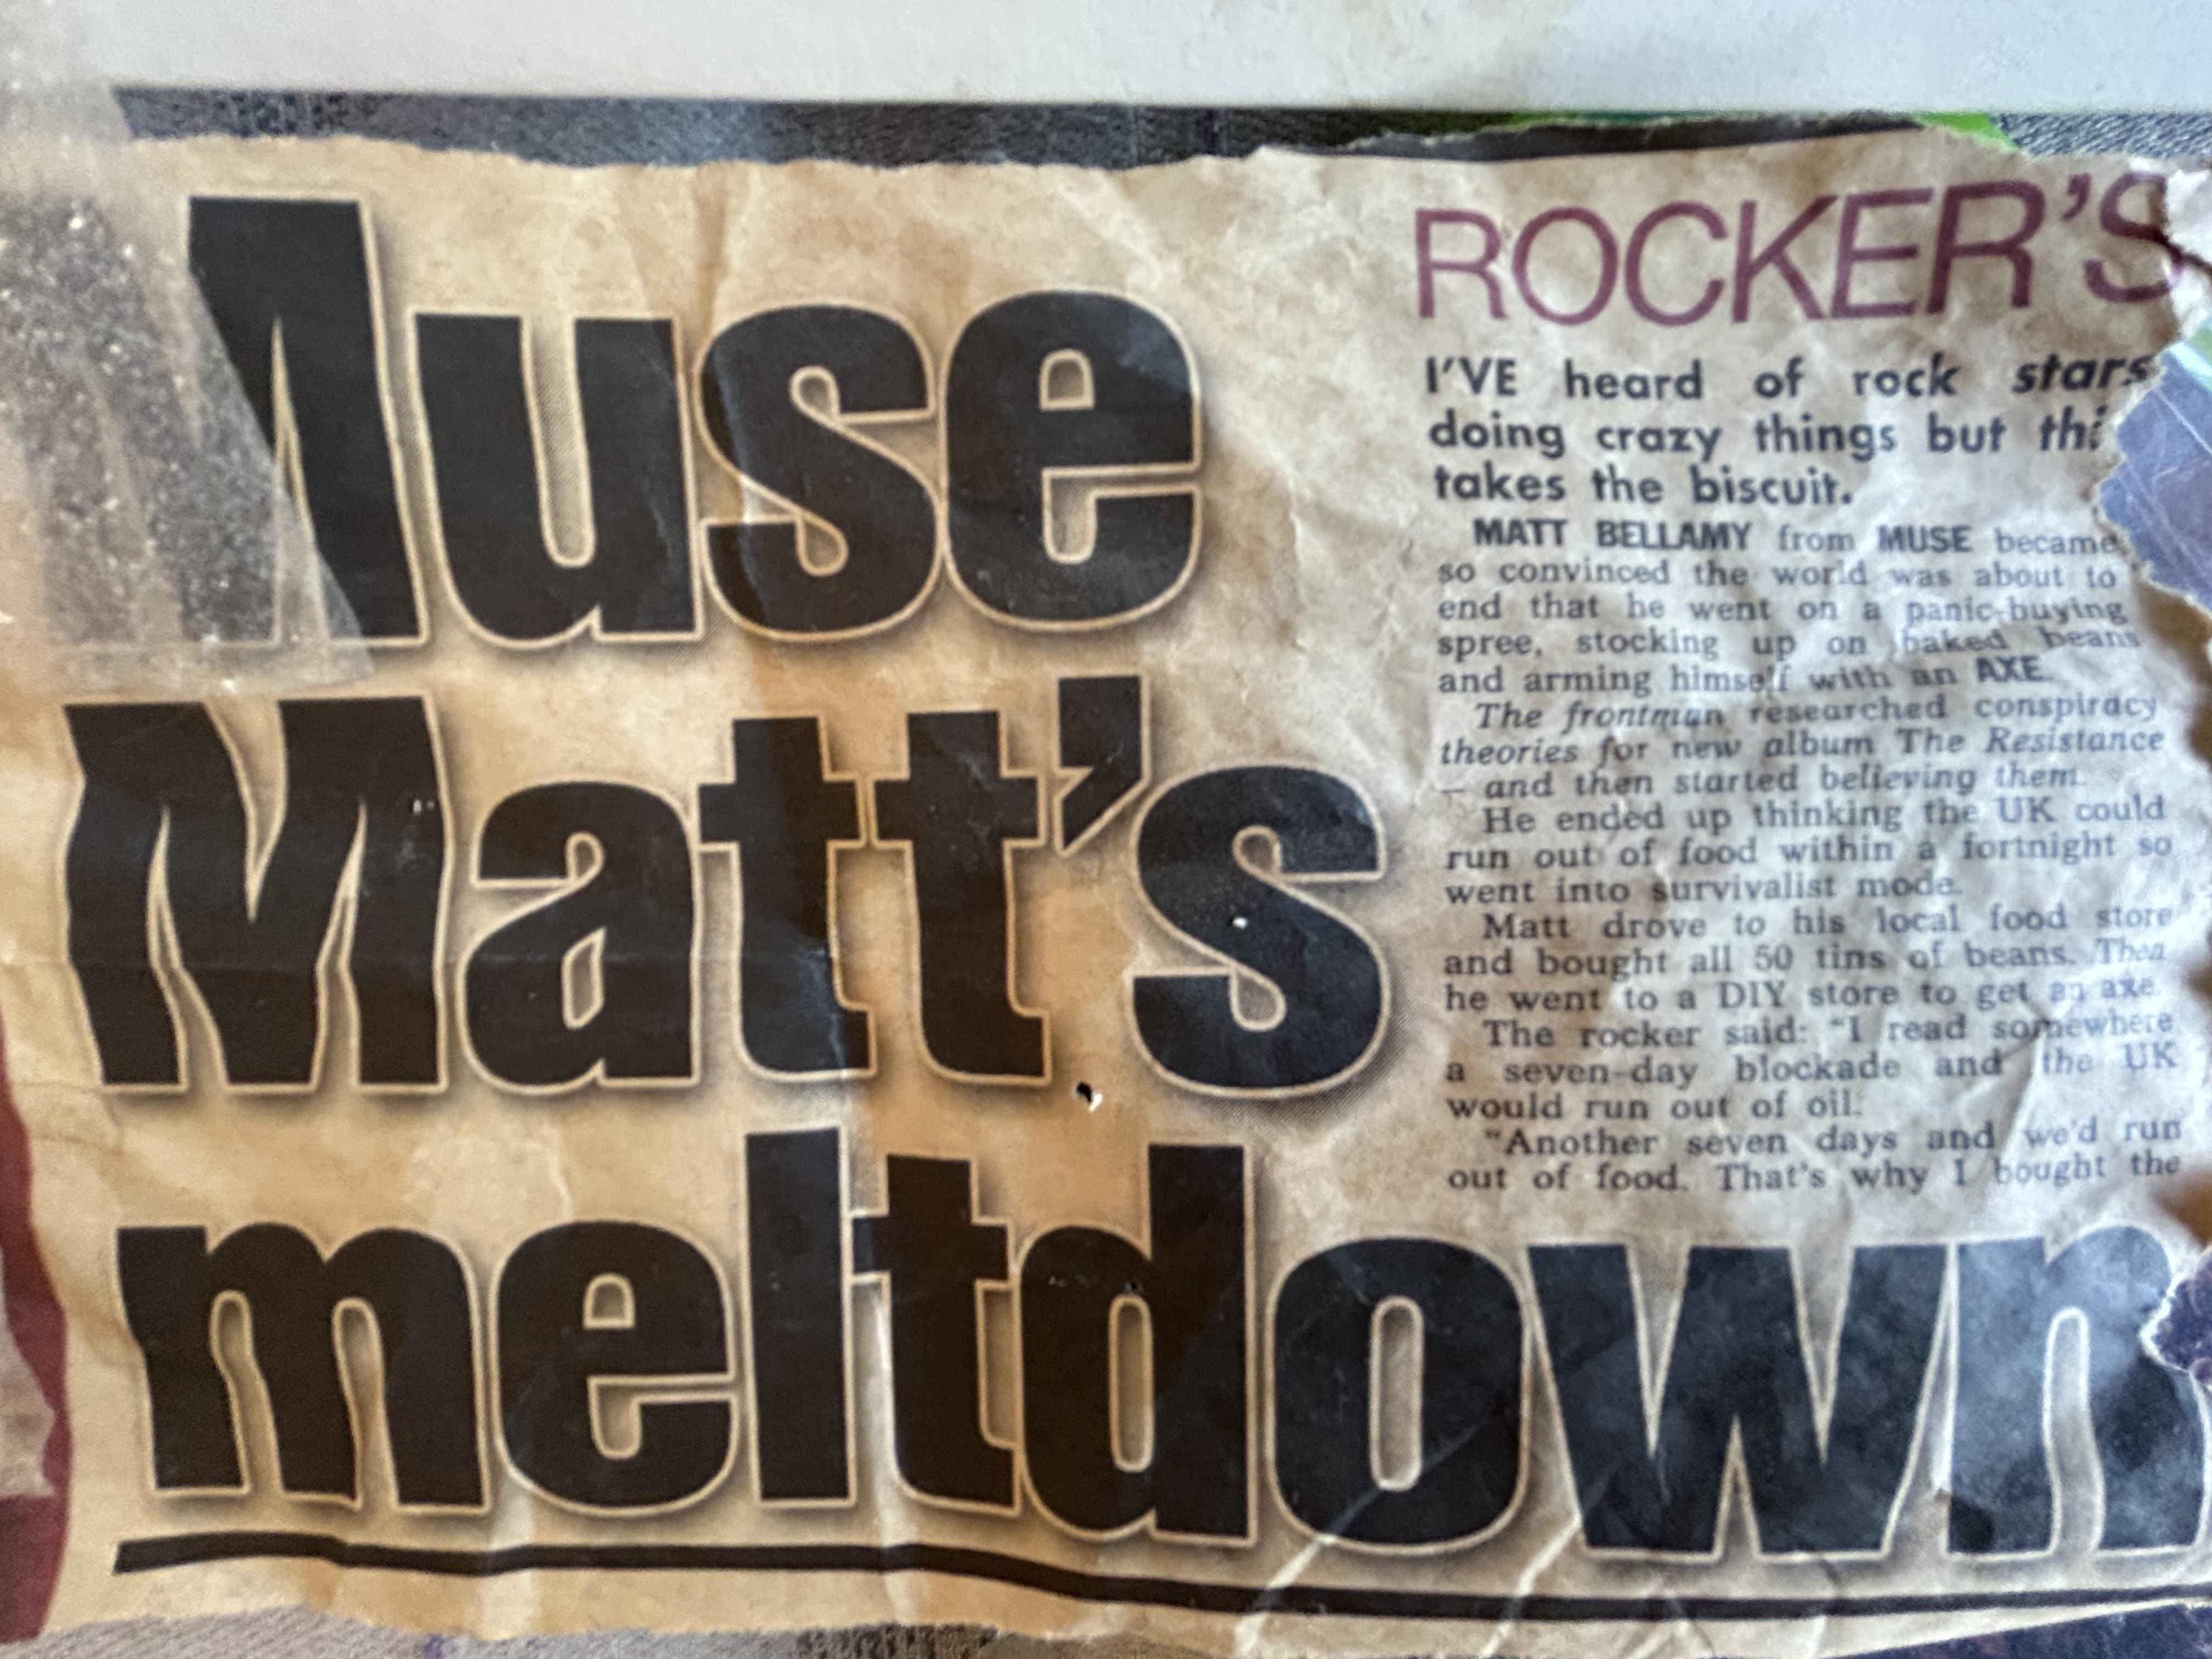 Muse
Matt's
meltdown
ROCKER'S
I'VE heard of rock stars
doing crazy things but thi
takes the biscuit.
MATT BELLAMY from MUSE became
so convinced the world was about to
end that he went on a panic-buying
spree, stocking up on baked beans
and arming himself with an AXE.
The frontman researched conspiracy
theories for new album The Resistance
– and then started believing them.
He ended up thinking the UK could
run out of food within a fortnight so
went into survivalist mode.
Matt drove to his local food store
and bought all 50 tins of beans. Then
he went to a DIY store to get an axe.
The rocker said: "I read somewhere
a seven-day blockade and the UK
would run out of oil.
"Another seven days and we'd run
out of food. That's why I bought the